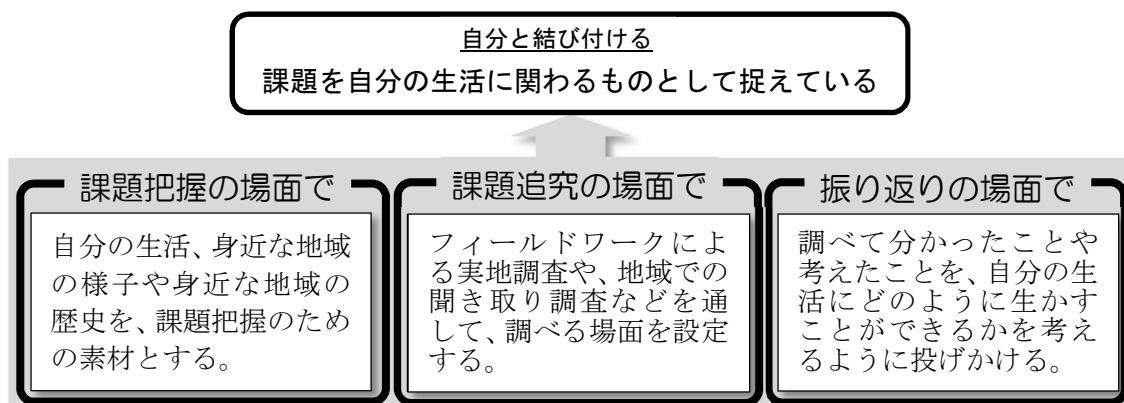 自分と結び付ける
課題を自分の生活に関わるものとして捉えている
課題把握の場面で
自分の生活、身近な地域
の様子や身近な地域の
歴史を、課題把握のため
の素材とする。
課題追究の場面で
フィールドワークによ
る実地調査や、地域での
聞き取り調査などを通
して、調べる場面を設定
する。
振り返りの場面で
調べて分かったことや
考えたことを、自分の生
活にどのように生かす
ことができるかを考え
るように投げかける。